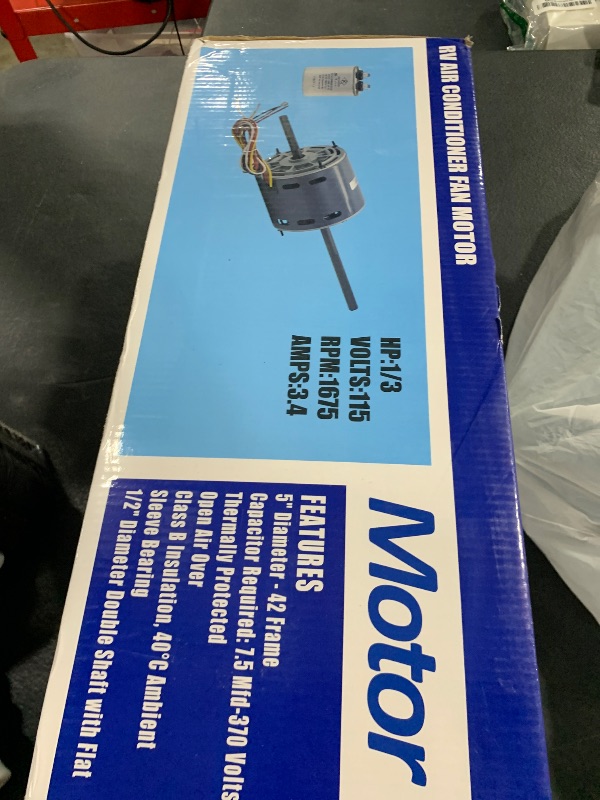 RV AIR CONDITIONER FAN MOTOR
HP:1/3
VOLTS:115
RPM:1675
AMPS:3.4
Motor
FEATURES
5" Diameter - 42 Frame
Capacitor Required: 7.5 Mfd-370 Volts
Thermally Protected
Open Air Over
Class B Insulation, 40°C Ambient
Sleeve Bearing
1/2" Diameter Double Shaft with Flat